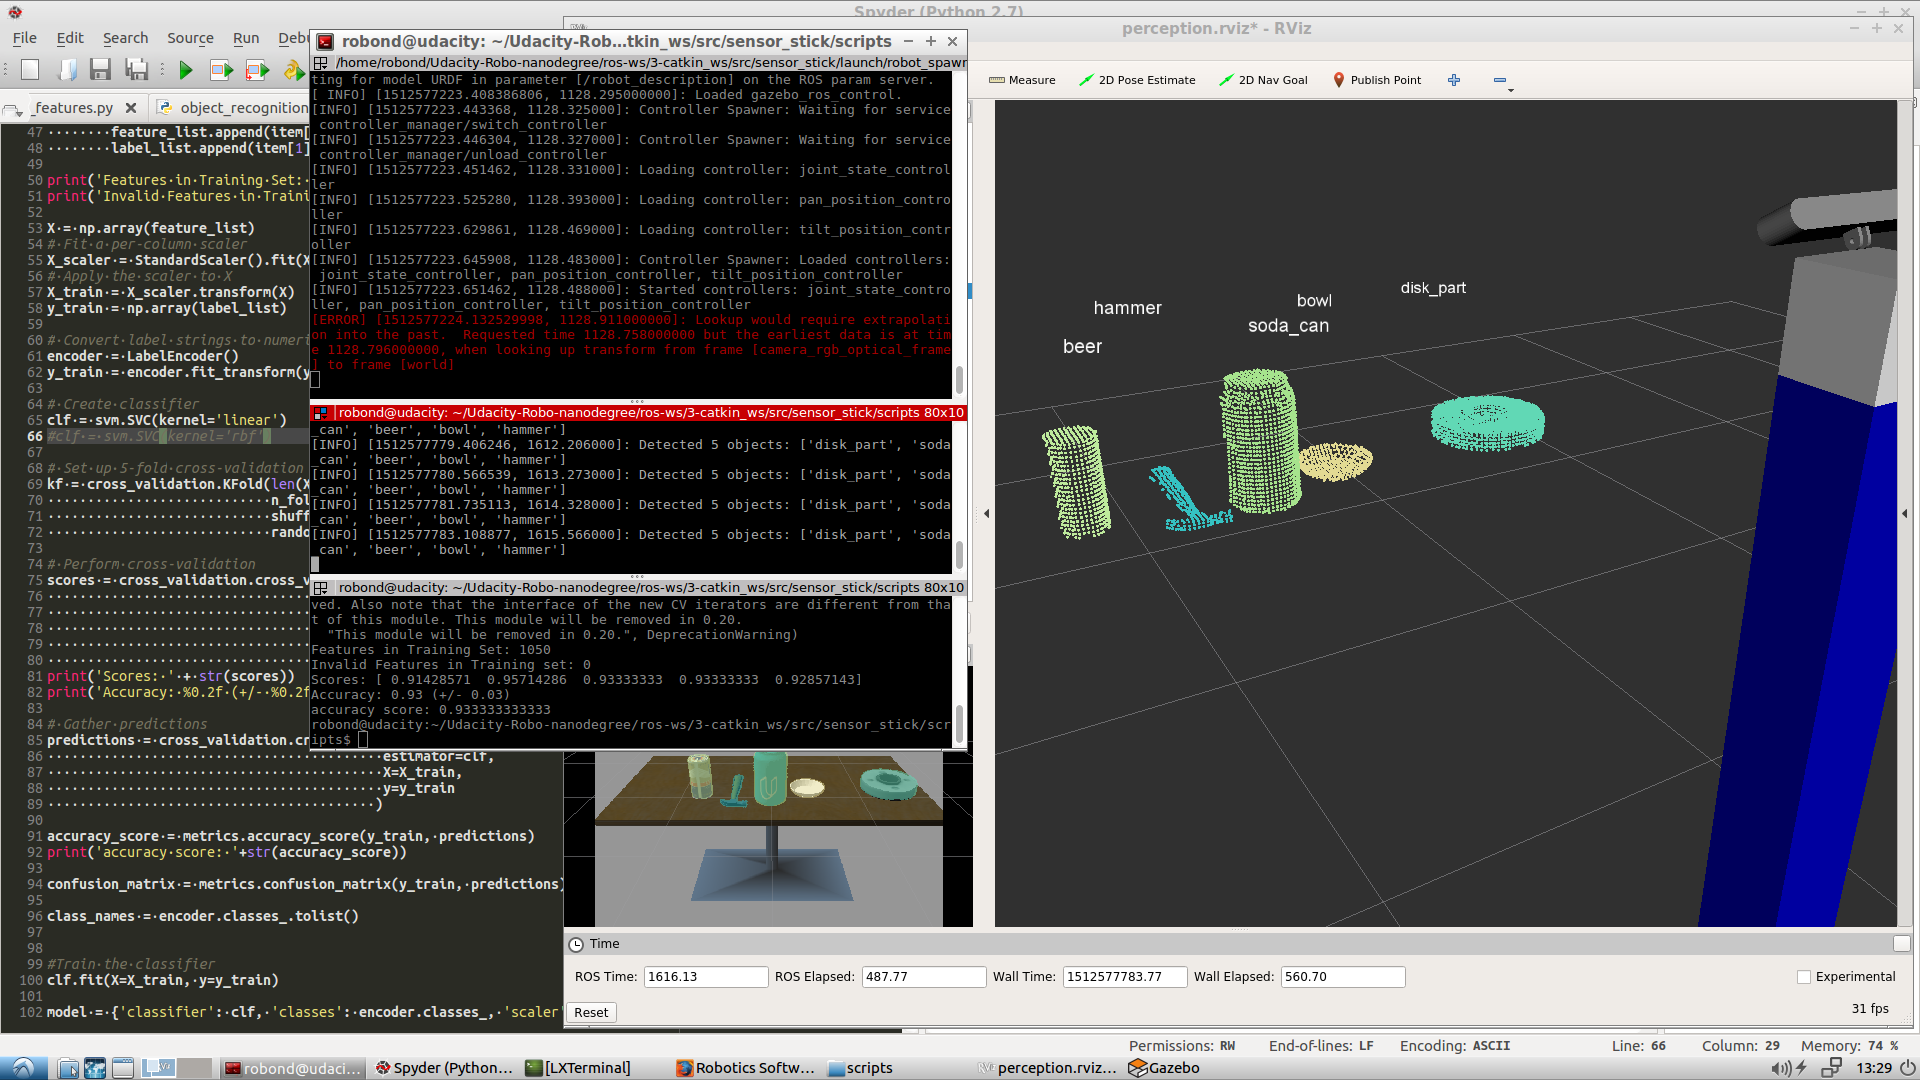 Spyder (Python 2.7)
File Edit Search Source Run Debu
_features.py
object_recognition
47 ········feature_list.append(item[
48 ········label_list.append(item[1]
49
50 print('Features·in·Training·Set:·
51 print('Invalid·Features·in·Traini
52
53 X·=·np.array(feature_list)
54 #·Fit·a·per-column·scaler
55 X_scaler·=·StandardScaler().fit(X
56 #·Apply·the·scaler·to·X
57 X_train·=·X_scaler.transform(X)
58 y_train·=·np.array(label_list)
59
60 #·Convert·label·strings·to·numeri
61 encoder·=·LabelEncoder()
62 y_train·=·encoder.fit_transform(y
63
64 #·Create·classifier
65 clf·=·svm.SVC(kernel='linear')
66 #clf·=·svm.SVC(kernel='rbf')
67
68 #·Set·up·5-fold·cross-validation
69 kf·=·cross_validation.KFold(len(X
70 ····························n_fol
71 ····························shuff
72 ····························rando
73
74 #·Perform·cross-validation
75 scores·=·cross_validation.cross_v
76
77
78
79
80
81 print('Scores:·'·+·str(scores))
82 print('Accuracy:·%0.2f·(+/-·%0.2f
83
84 #·Gather·predictions
85 predictions·=·cross_validation.cr
86 ···········································estimator=clf,
87 ···········································X=X_train,
88 ···········································y=y_train
89 ··········································)
90
91 accuracy_score·=·metrics.accuracy_score(y_train,·predictions)
92 print('accuracy·score:·'+str(accuracy_score))
93
94 confusion_matrix·=·metrics.confusion_matrix(y_train,·predictions)
95
96 class_names·=·encoder.classes_.tolist()
97
98
99 #Train·the·classifier
100 clf.fit(X=X_train,·y=y_train)
101
102 model·=·{'classifier':·clf,·'classes':·encoder.classes_,·'scaler'
robond@udacity: ~/Udacity-Rob...tkin_ws/src/sensor_stick/scripts
/home/robond/Udacity-Robo-nanodegree/ros-ws/3-catkin_ws/src/sensor_stick/launch/robot_spawr
ting for model URDF in parameter [/robot_description] on the ROS param server.
[ INFO] [1512577223.408386806, 1128.295000000]: Loaded gazebo_ros_control.
[INFO] [1512577223.443368, 1128.325000]: Controller Spawner: Waiting for service
controller_manager/switch_controller
[INFO] [1512577223.446304, 1128.327000]: Controller Spawner: Waiting for service
controller_manager/unload_controller
[INFO] [1512577223.451462, 1128.331000]: Loading controller: joint_state_control
ler
[INFO] [1512577223.525280, 1128.393000]: Loading controller: pan_position_contro
ller
[INFO] [1512577223.629861, 1128.469000]: Loading controller: tilt_position_contr
oller
[INFO] [1512577223.645908, 1128.483000]: Controller Spawner: Loaded controllers:
joint_state_controller, pan_position_controller, tilt_position_controller
[INFO] [1512577223.651462, 1128.488000]: Started controllers: joint_state_contro
ller, pan_position_controller, tilt_position_controller
[ERROR] [1512577224.132529998, 1128.911000000]: Lookup would require extrapolati
on into the past.  Requested time 1128.758000000 but the earliest data is at tim
e 1128.796000000, when looking up transform from frame [camera_rgb_optical_frame
] to frame [world]
robond@udacity: ~/Udacity-Robo-nanodegree/ros-ws/3-catkin_ws/src/sensor_stick/scripts 80x10
_can', 'beer', 'bowl', 'hammer']
[INFO] [1512577779.406246, 1612.206000]: Detected 5 objects: ['disk_part', 'soda
_can', 'beer', 'bowl', 'hammer']
[INFO] [1512577780.566539, 1613.273000]: Detected 5 objects: ['disk_part', 'soda
_can', 'beer', 'bowl', 'hammer']
[INFO] [1512577781.735113, 1614.328000]: Detected 5 objects: ['disk_part', 'soda
_can', 'beer', 'bowl', 'hammer']
[INFO] [1512577783.108877, 1615.566000]: Detected 5 objects: ['disk_part', 'soda
_can', 'beer', 'bowl', 'hammer']
robond@udacity: ~/Udacity-Robo-nanodegree/ros-ws/3-catkin_ws/src/sensor_stick/scripts 80x10
ved. Also note that the interface of the new CV iterators are different from tha
t of this module. This module will be removed in 0.20.
"This module will be removed in 0.20.", DeprecationWarning)
Features in Training Set: 1050
Invalid Features in Training set: 0
Scores: [ 0.91428571  0.95714286  0.93333333  0.93333333  0.92857143]
Accuracy: 0.93 (+/- 0.03)
accuracy score: 0.933333333333
robond@udacity:~/Udacity-Robo-nanodegree/ros-ws/3-catkin_ws/src/sensor_stick/scr
ipts$
perception.rviz* - RViz
Measure 2D Pose Estimate 2D Nav Goal Publish Point
disk_part
bowl
hammer
soda_can
beer
Time
ROS Time: 1616.13 ROS Elapsed: 487.77 Wall Time: 1512577783.77 Wall Elapsed: 560.70 Experimental
Reset
31 fps
Permissions: RW End-of-lines: LF Encoding: ASCII Line: 66 Column: 29 Memory: 74 %
robond@udaci... Spyder (Python... [LXTerminal] Robotics Softw... scripts perception.rviz... Gazebo 13:29